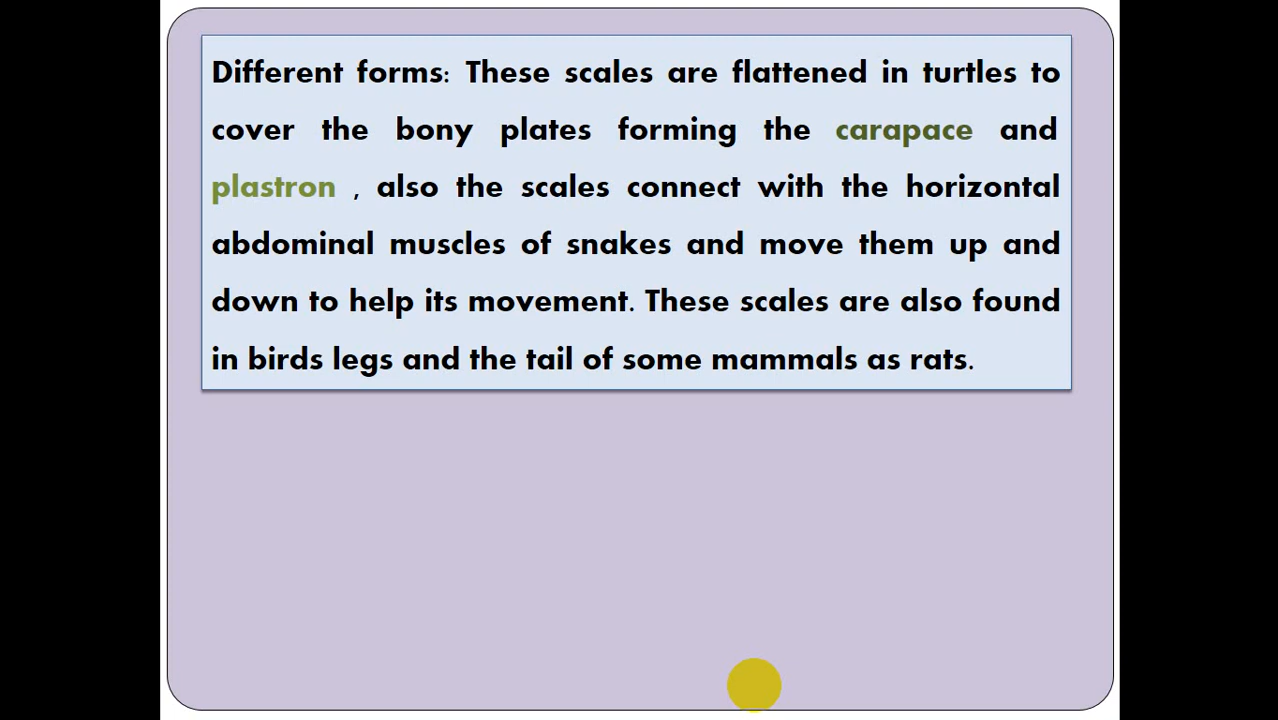 Different forms: These scales are flattened in turtles to
cover the bony plates forming the carapace and
plastron , also the scales connect with the horizontal
abdominal muscles of snakes and move them up and
down to help its movement. These scales are also found
in birds legs and the tail of some mammals as rats.